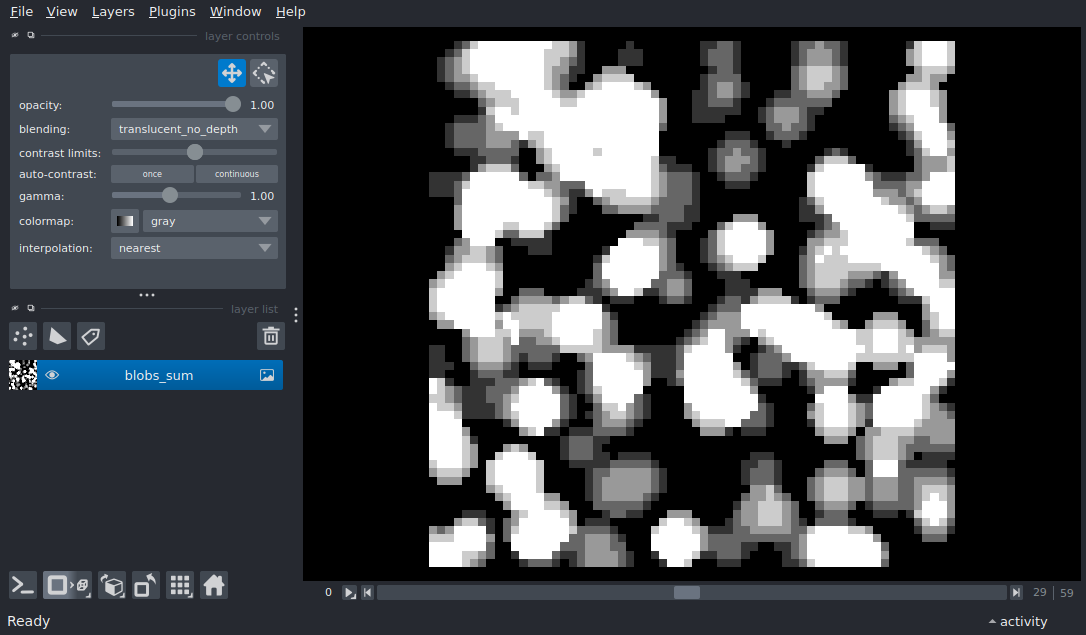 File View Layers Plugins Window Help
layer controls
opacity: 1.00
blending: translucent_no_depth
contrast limits:
auto-contrast: once continuous
gamma: 1.00
colormap: gray
interpolation: nearest
layer list
blobs_sum
0 29 59
Ready activity